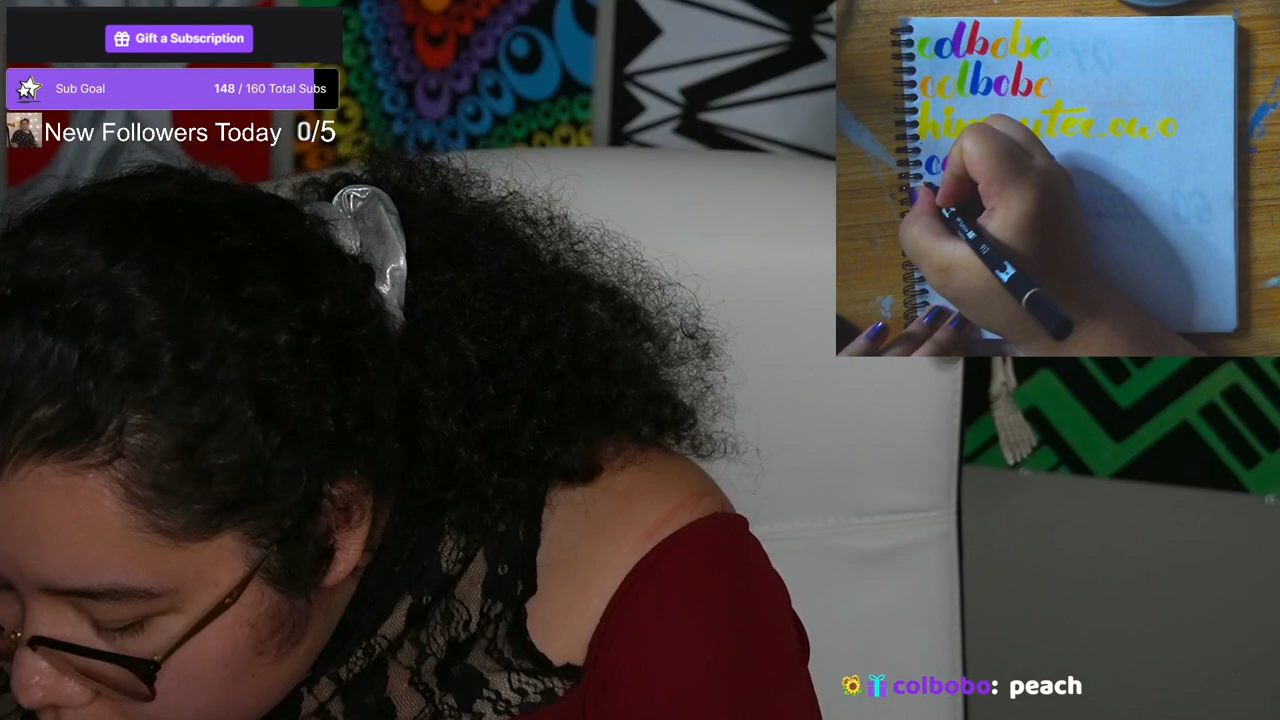 Gift a Subscription
Sub Goal 148 / 160 Total Subs
New Followers Today 0/5
colbobo
colbobo
colbobo: peach